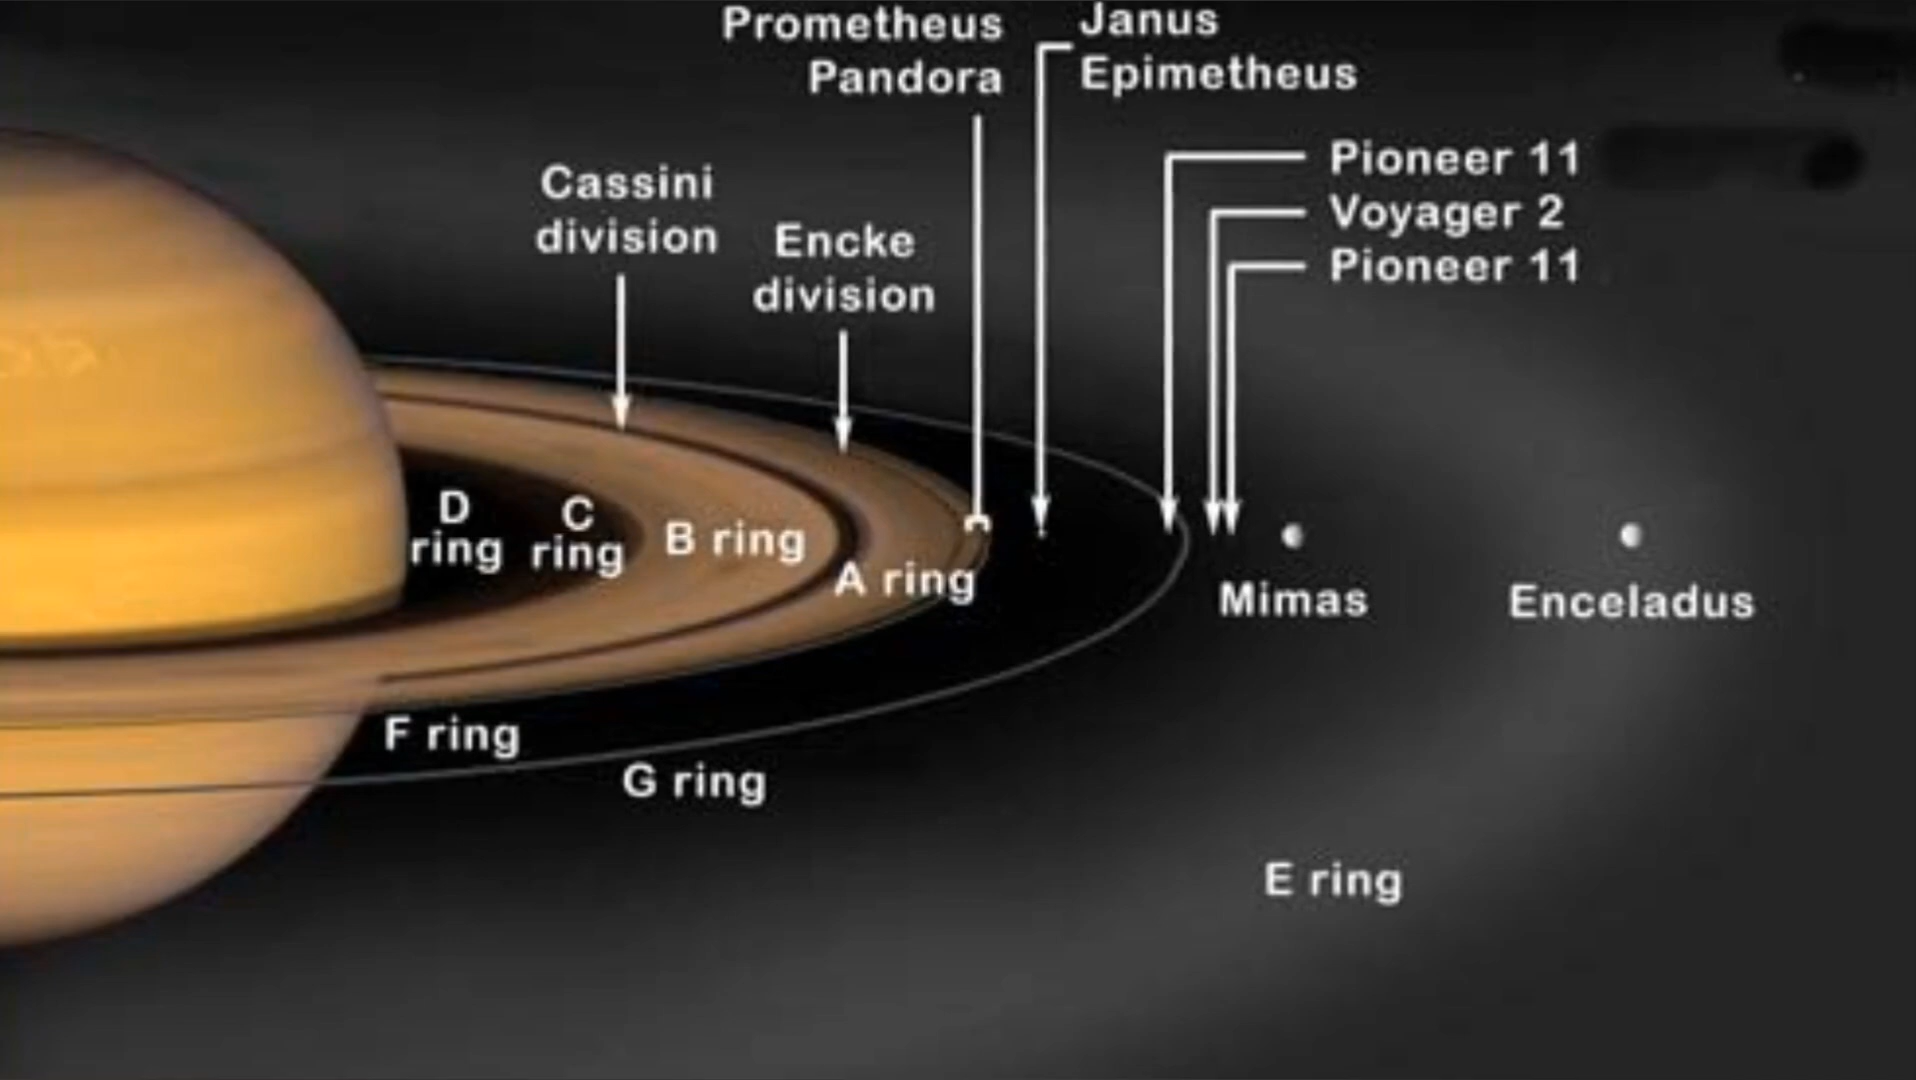 Prometheus
Pandora
Janus
Epimetheus
Pioneer 11
Voyager 2
Pioneer 11
Cassini
division
Encke
division
D
ring
C
ring
B ring
A ring
Mimas
Enceladus
F ring
G ring
E ring